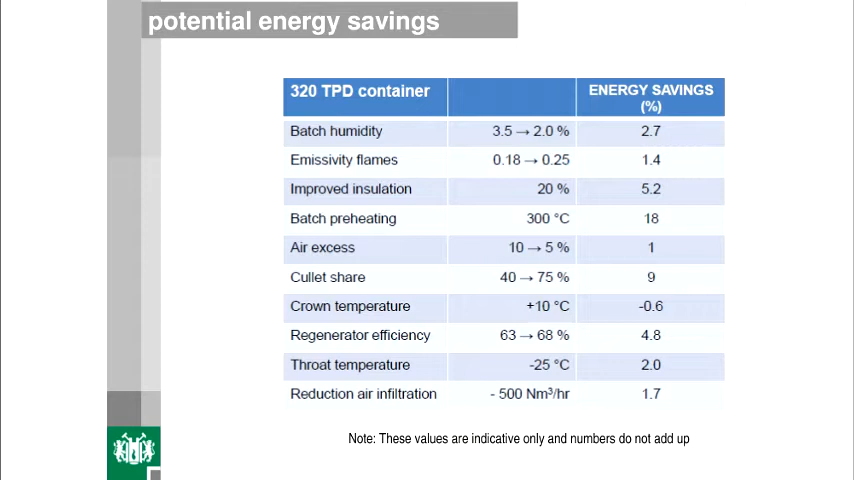 potential energy savings
320 TPD container ENERGY SAVINGS
(%)
Batch humidity 3.5 → 2.0 % 2.7
Emissivity flames 0.18 → 0.25 1.4
Improved insulation 20 % 5.2
Batch preheating 300 °C 18
Air excess 10 → 5 % 1
Cullet share 40 → 75 % 9
Crown temperature +10 °C -0.6
Regenerator efficiency 63 → 68 % 4.8
Throat temperature -25 °C 2.0
Reduction air infiltration - 500 Nm³/hr 1.7
Note: These values are indicative only and numbers do not add up